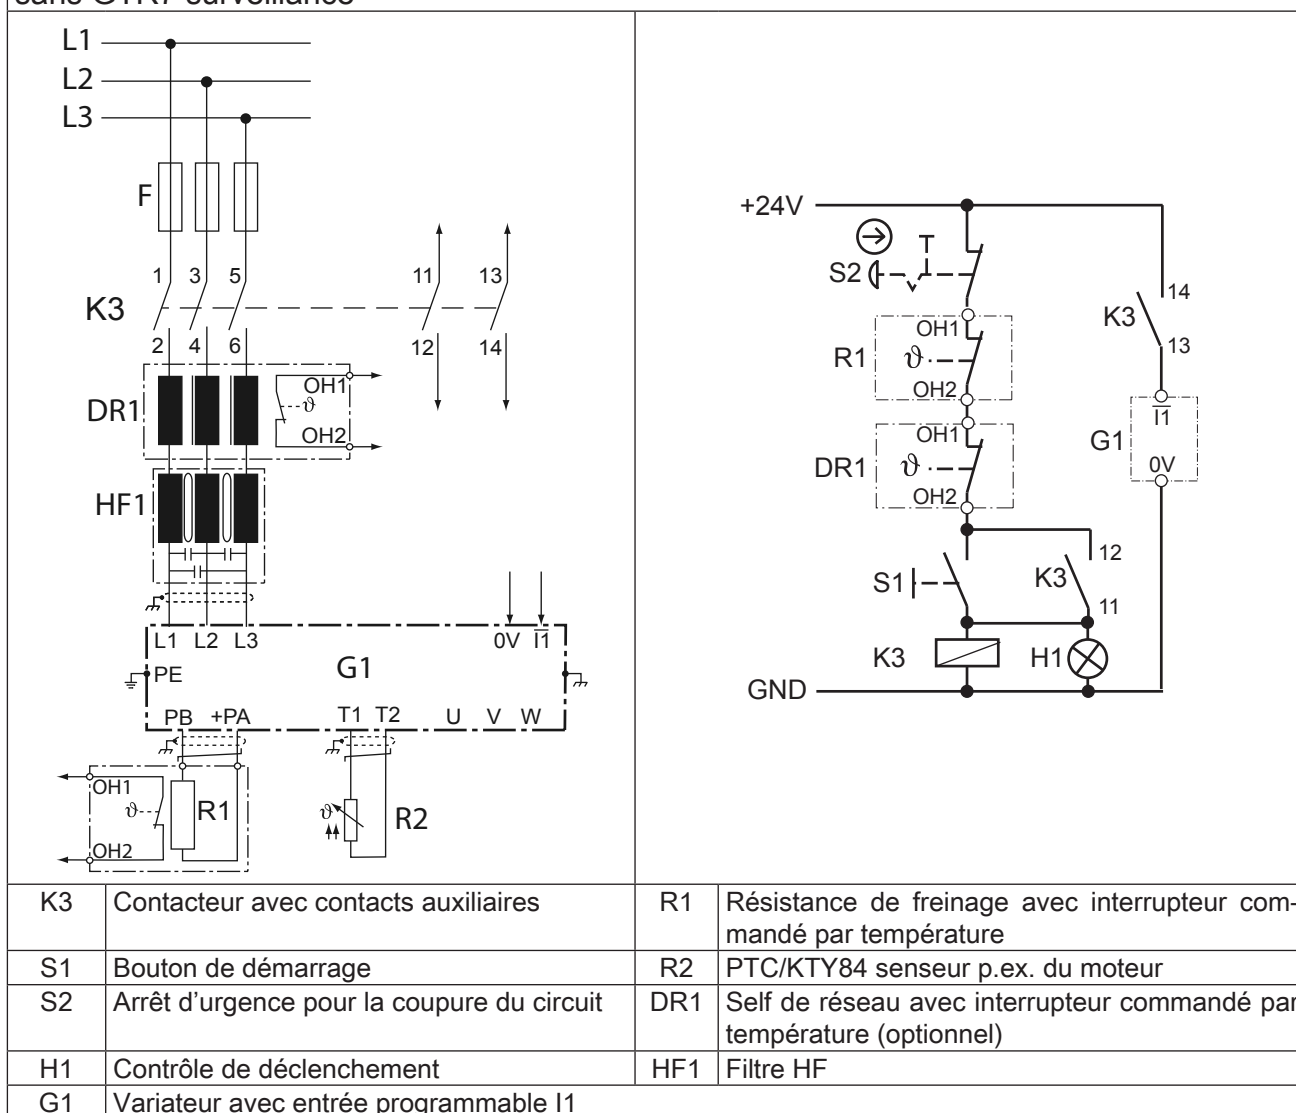 sans GTR7 surveillance
L1
L2
L3
F
1 3 5 11 13
K3
2 4 6 12 14
DR1
OH1
ϑ
OH2
HF1
L1 L2 L3 0V I1
PE G1
PB +PA T1 T2 U V W
OH1
ϑ R1
OH2
ϑ R2
+24V
S2
14
K3
13
OH1
R1 ϑ
OH2
I1
G1
0V
OH1
DR1 ϑ
OH2
12
S1 K3
11
K3 H1
GND
K3 Contacteur avec contacts auxiliaires R1 Résistance de freinage avec interrupteur com-
mandé par température
S1 Bouton de démarrage R2 PTC/KTY84 senseur p.ex. du moteur
S2 Arrêt d’urgence pour la coupure du circuit DR1 Self de réseau avec interrupteur commandé par
température (optionnel)
H1 Contrôle de déclenchement HF1 Filtre HF
G1 Variateur avec entrée programmable I1